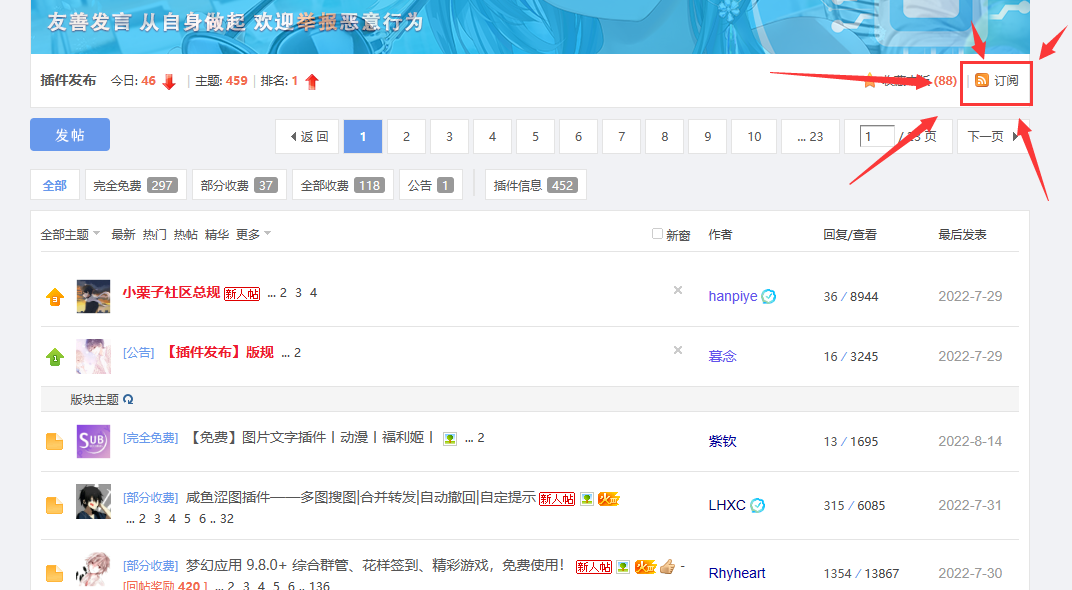 友善发言 从自身做起 欢迎举报恶意行为
插件发布 今日: 46 | 主题: 459 | 排名: 1 (88) | 订阅
发帖 返回 1 2 3 4 5 6 7 8 9 10 ... 23 1 / 23 页 下一页
全部 完全免费 297 部分收费 37 全部收费 118 公告 1 插件信息 452
全部主题 最新 热门 热帖 精华 更多 新窗 作者 回复/查看 最后发表
3 小栗子社区总规 新人帖 ... 2 3 4 hanpiye 36 / 8944 2022-7-29
1 [公告] 【插件发布】版规 ... 2 暮念 16 / 3245 2022-7-29
版块主题
SUB [完全免费] 【免费】图片文字插件丨动漫丨福利姬丨 ... 2 紫钦 13 / 1695 2022-8-14
[部分收费] 咸鱼涩图插件——多图搜图|合并转发|自动撤回|自定提示 新人帖 火 LHXC 315 / 6085 2022-7-31
... 2 3 4 5 6 .. 32
[部分收费] 梦幻应用 9.8.0+ 综合群管、花样签到、精彩游戏，免费使用！ 新人帖 火 - Rhyheart 1354 / 13867 2022-7-30
[回帖奖励 420 ] ... 2 3 4 5 6 .. 136